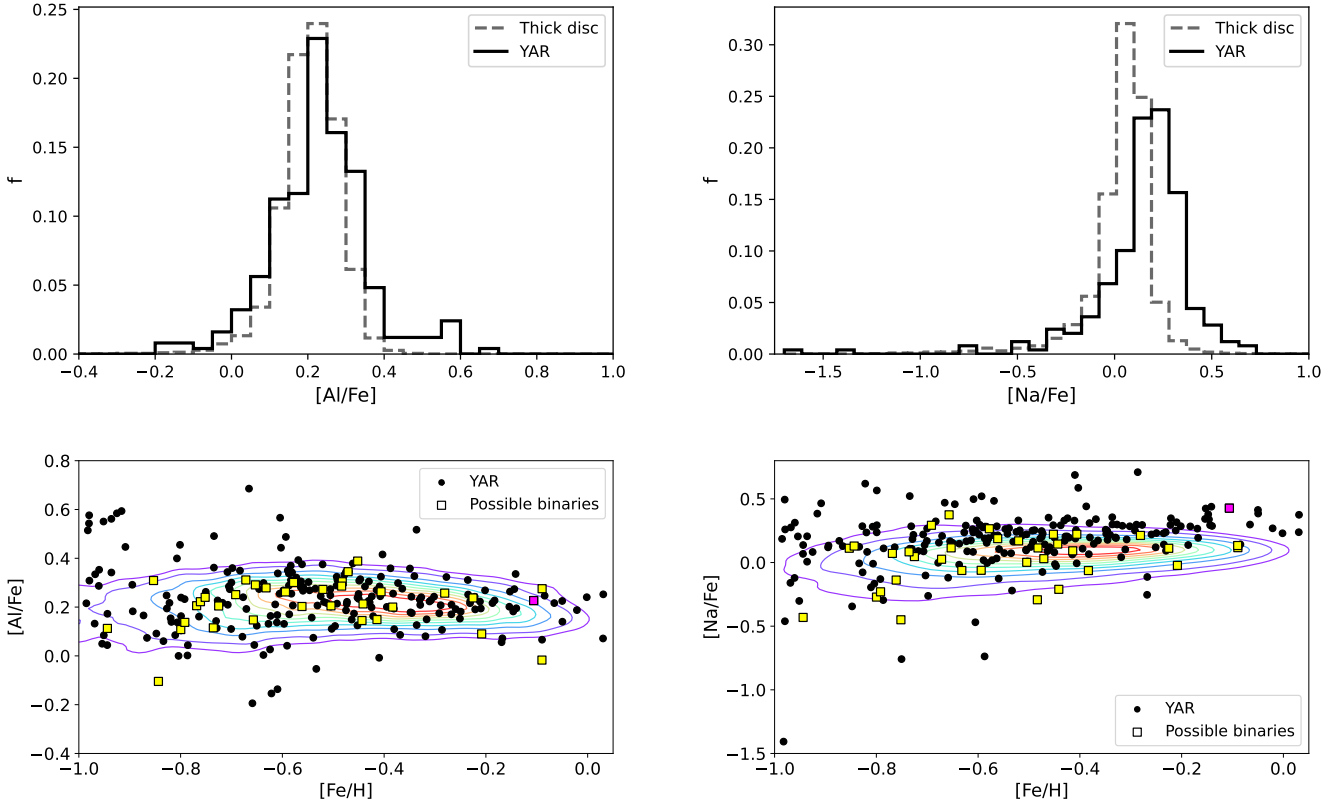 Thick disc
YAR
f
0.25
0.20
0.15
0.10
0.05
0.00
−0.4 −0.2 0.0 0.2 0.4 0.6 0.8 1.0
[Al/Fe]
Thick disc
YAR
f
0.30
0.25
0.20
0.15
0.10
0.05
0.00
−1.5 −1.0 −0.5 0.0 0.5 1.0
[Na/Fe]
YAR
Possible binaries
[Al/Fe]
0.8
0.6
0.4
0.2
0.0
−0.2
−0.4
−1.0 −0.8 −0.6 −0.4 −0.2 0.0
[Fe/H]
[Na/Fe]
0.5
0.0
−0.5
−1.0
−1.5
YAR
Possible binaries
−1.0 −0.8 −0.6 −0.4 −0.2 0.0
[Fe/H]